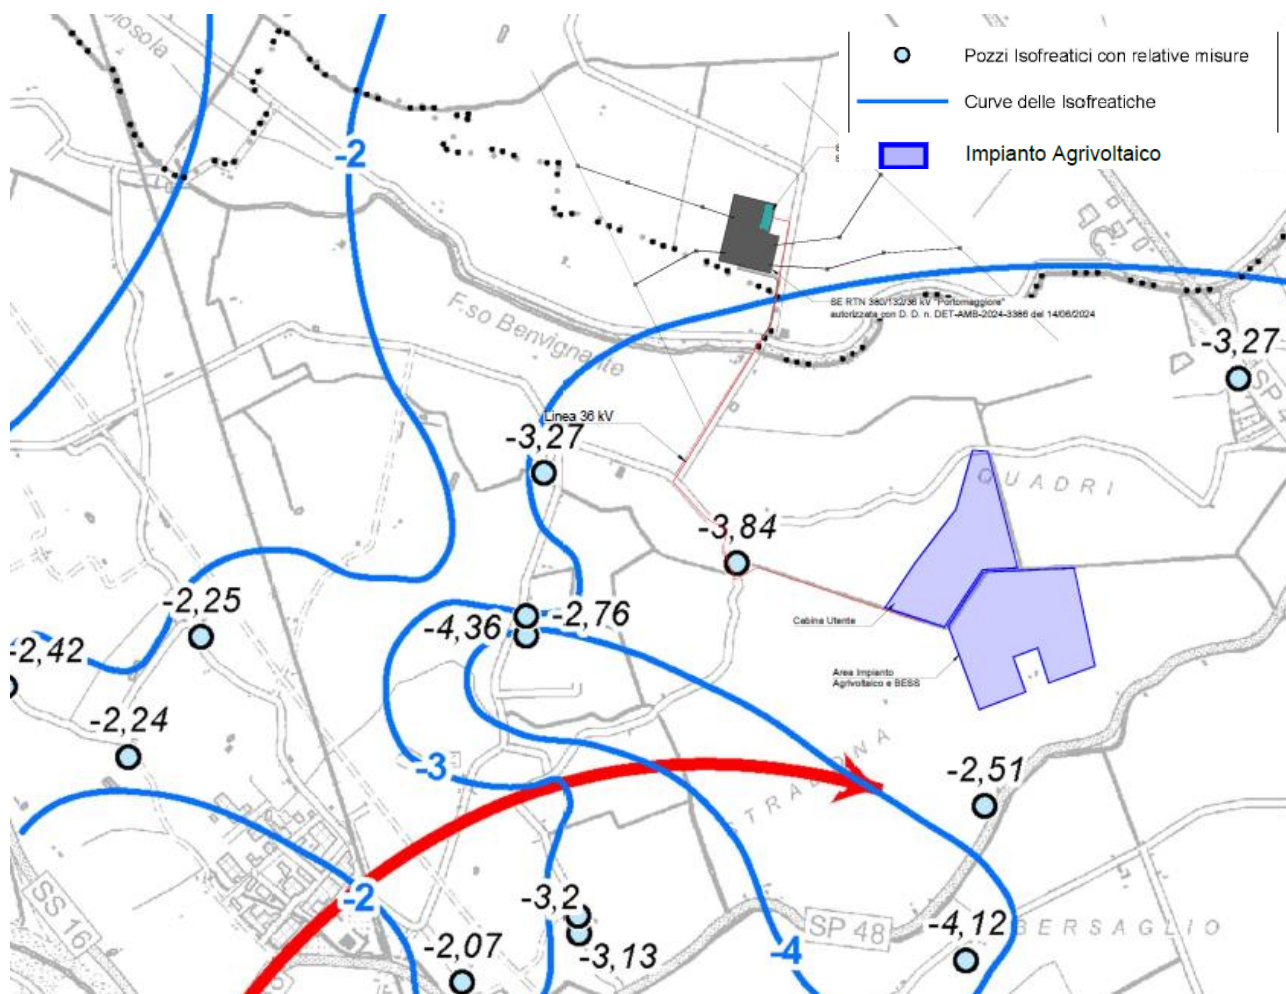 Pozzi Isofreatici con relative misure
Curve delle Isofreatiche
Impianto Agrivoltaico
-2
F.so Benvignante
SE RTN 380/132/36 kV "Portomaggiore"
autorizzata con D. D. n. DET-AMB-2024-3386 del 14/06/2024
-3,27
SP
Linea 36 kV
-3,27
QUADRI
-3,84
-2,25
-2,76
-4,36
Cabina Utente
-2,42
Area Impianto
Agrivoltaico e BESS
-2,24
-3
STRADINA
-2,51
-2
-3,2
SS 16
SP 48
-4,12
BERSAGLIO
-2,07
-3,13
-4